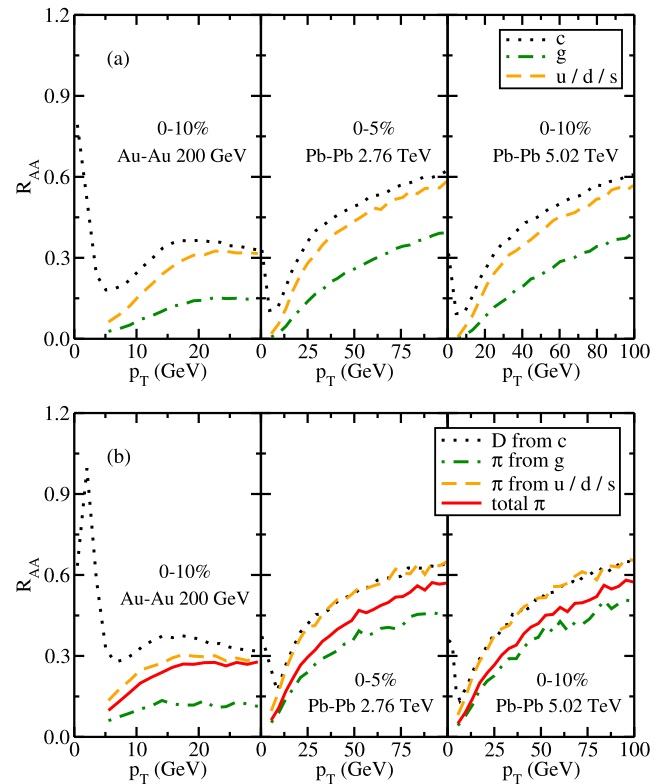 1.2
0.9
0.6
0.3
0.0
R_AA
(a)
c
g
u / d / s
0-10%
Au-Au 200 GeV
0-5%
Pb-Pb 2.76 TeV
0-10%
Pb-Pb 5.02 TeV
0 10 20 0 25 50 75 0 20 40 60 80 100
p_T (GeV) p_T (GeV) p_T (GeV)
1.2
0.9
0.6
0.3
0.0
R_AA
(b)
D from c
π from g
π from u / d / s
total π
0-10%
Au-Au 200 GeV
0-5%
Pb-Pb 2.76 TeV
0-10%
Pb-Pb 5.02 TeV
0 10 20 0 25 50 75 0 25 50 75 100
p_T (GeV) p_T (GeV) p_T (GeV)